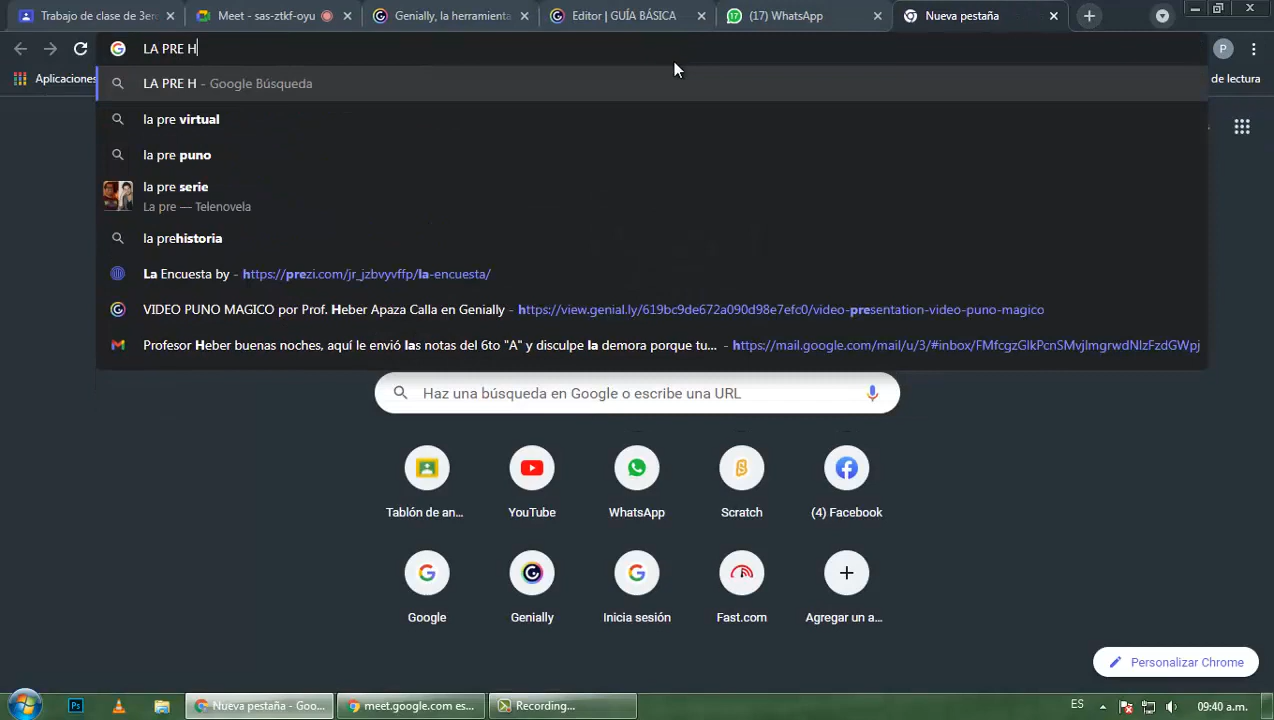 Trabajo de clase de 3er
Meet - sas-ztkf-oyu
Genially, la herramienta
Editor | GUÍA BÁSICA
(17) WhatsApp
Nueva pestaña
LA PRE H
P
Aplicaciones
de lectura
LA PRE H - Google Búsqueda
la pre virtual
la pre puno
la pre serie
La pre — Telenovela
la prehistoria
La Encuesta by - https://prezi.com/jr_jzbvyvffp/la-encuesta/
VIDEO PUNO MAGICO por Prof. Heber Apaza Calla en Genially - https://view.genial.ly/619bc9de672a090d98e7efc0/video-presentation-video-puno-magico
Profesor Heber buenas noches, aquí le envió las notas del 6to "A" y disculpe la demora porque tu... - https://mail.google.com/mail/u/3/#inbox/FMfcgzGlkPcnSMvjlmgrwdNlzFzdGWpj
Haz una búsqueda en Google o escribe una URL
Tablón de an...
YouTube
WhatsApp
Scratch
(4) Facebook
Google
Genially
Inicia sesión
Fast.com
Agregar un a...
Personalizar Chrome
Nueva pestaña - Goo...
meet.google.com es...
Recording...
ES
09:40 a.m.